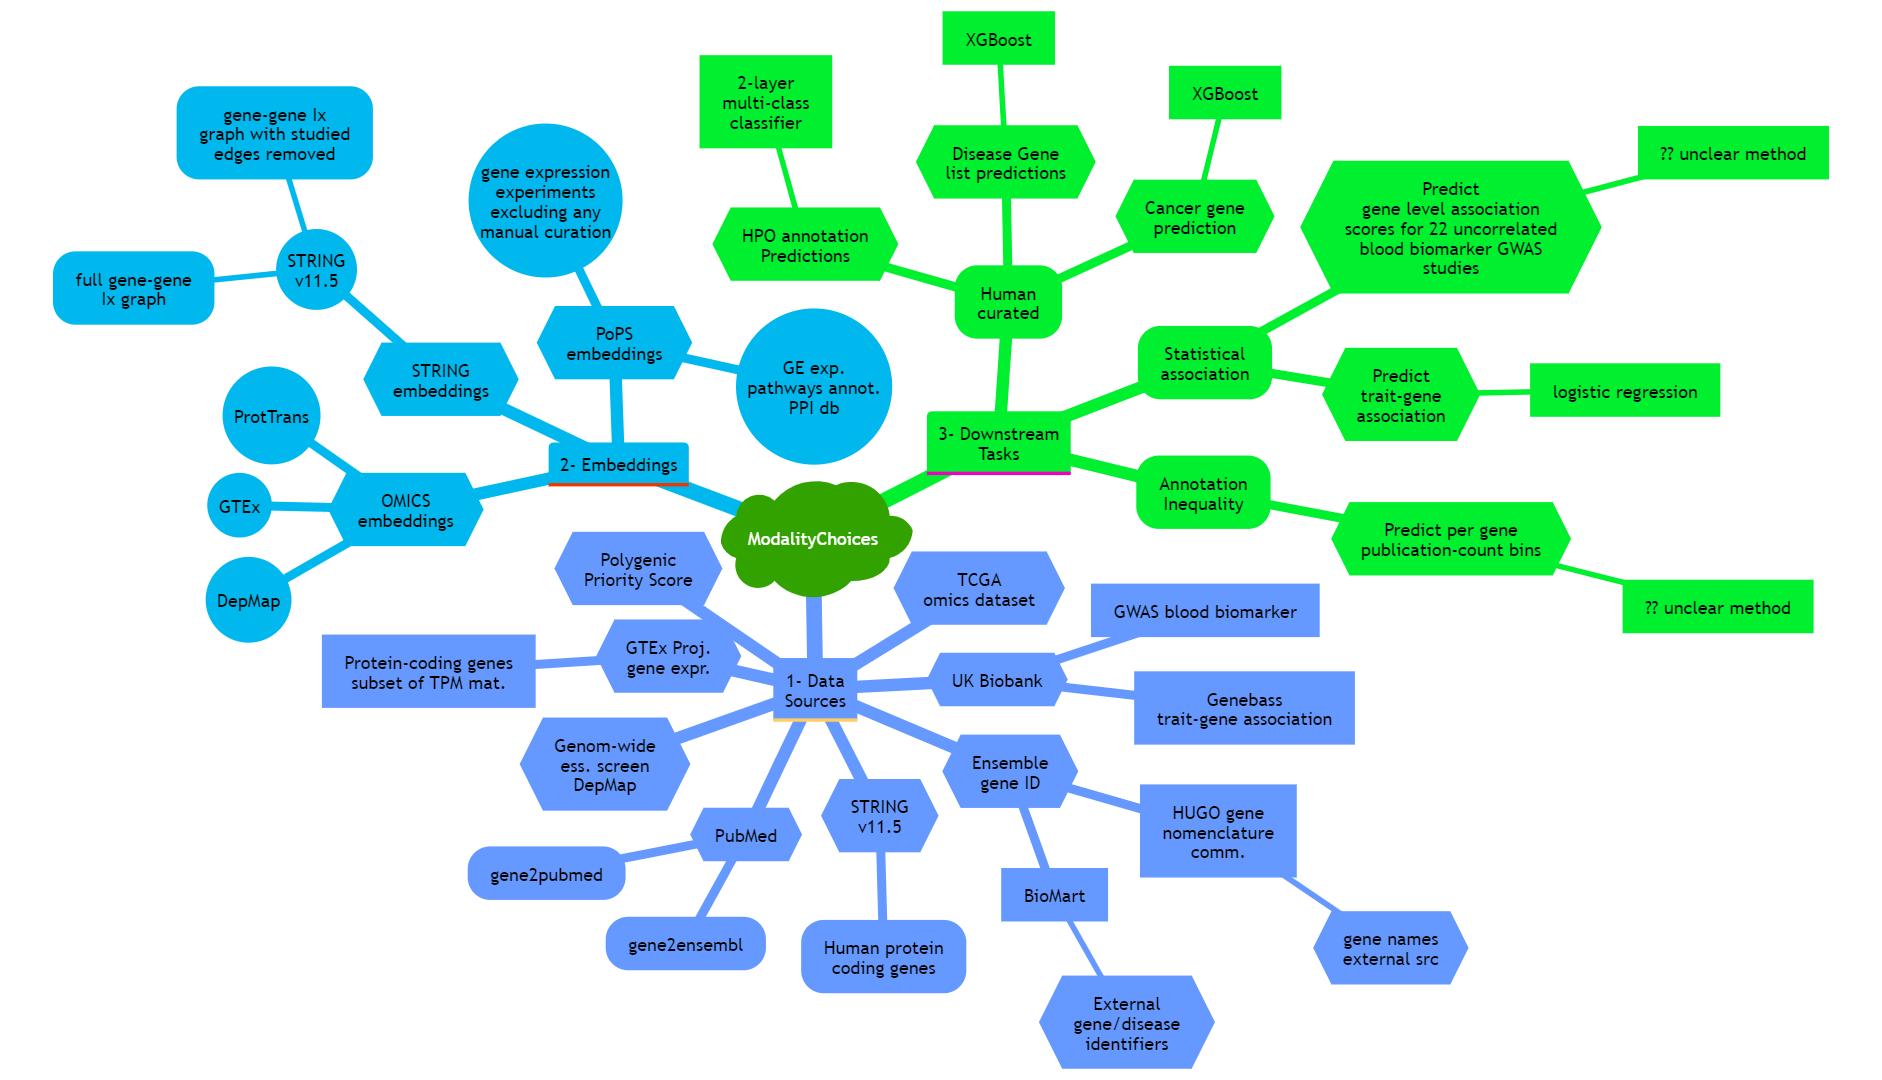 XGBoost
2-layer
multi-class
classifier
XGBoost
gene-gene Ix
graph with studied
edges removed
gene expression
experiments
excluding any
manual curation
Disease Gene
list predictions
?? unclear method
Predict
gene level association
scores for 22 uncorrelated
blood biomarker GWAS
studies
Cancer gene
prediction
HPO annotation
Predictions
STRING
v11.5
full gene-gene
Ix graph
Human
curated
PoPS
embeddings
Statistical
association
STRING
embeddings
GE exp.
pathways annot.
PPI db
Predict
trait-gene
association
logistic regression
ProtTrans
3- Downstream
Tasks
2- Embeddings
Annotation
Inequality
GTEx
OMICS
embeddings
ModalityChoices
Predict per gene
publication-count bins
DepMap
Polygenic
Priority Score
TCGA
omics dataset
GWAS blood biomarker
?? unclear method
Protein-coding genes
subset of TPM mat.
GTEx Proj.
gene expr.
1- Data
Sources
UK Biobank
Genebass
trait-gene association
Genom-wide
ess. screen
DepMap
Ensemble
gene ID
PubMed
STRING
v11.5
HUGO gene
nomenclature
comm.
gene2pubmed
BioMart
gene2ensembl
Human protein
coding genes
gene names
external src
External
gene/disease
identifiers